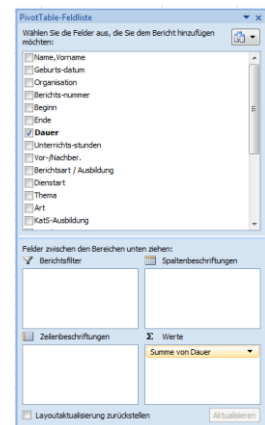 PivotTable-Feldliste
Wählen Sie die Felder aus, die Sie dem Bericht hinzufügen
möchten:
Name,Vorname
Geburts-datum
Organisation
Berichts-nummer
Beginn
Ende
Dauer
Unterrichts-stunden
Vor-/Nachber.
Berichtsart / Ausbildung
Dienstart
Thema
Art
KatS-Ausbildung
Felder zwischen den Bereichen unten ziehen:
Berichtsfilter
Spaltenbeschriftungen
Zeilenbeschriftungen
Σ Werte
Summe von Dauer
Layoutaktualisierung zurückstellen
Aktualisieren